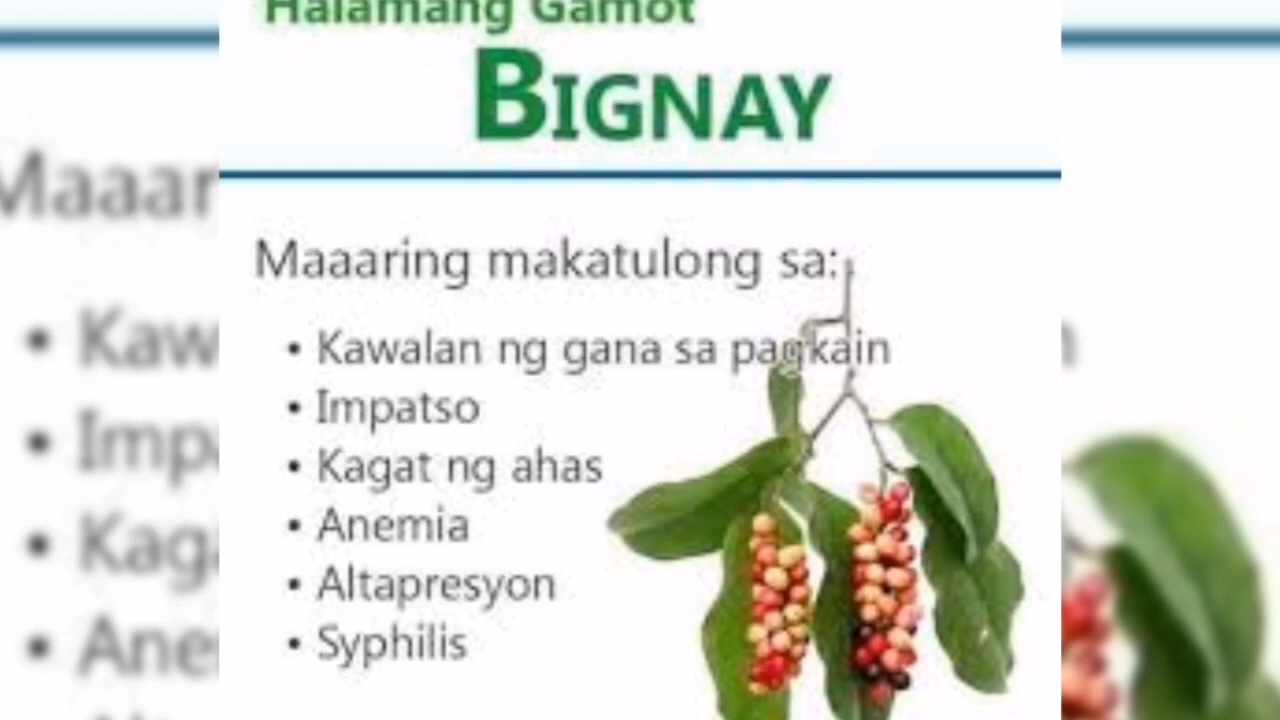 Halamang Gamot
BIGNAY
Maaaring makatulong sa:
• Kawalan ng gana sa pagkain
• Impatso
• Kagat ng ahas
• Anemia
• Altapresyon
• Syphilis